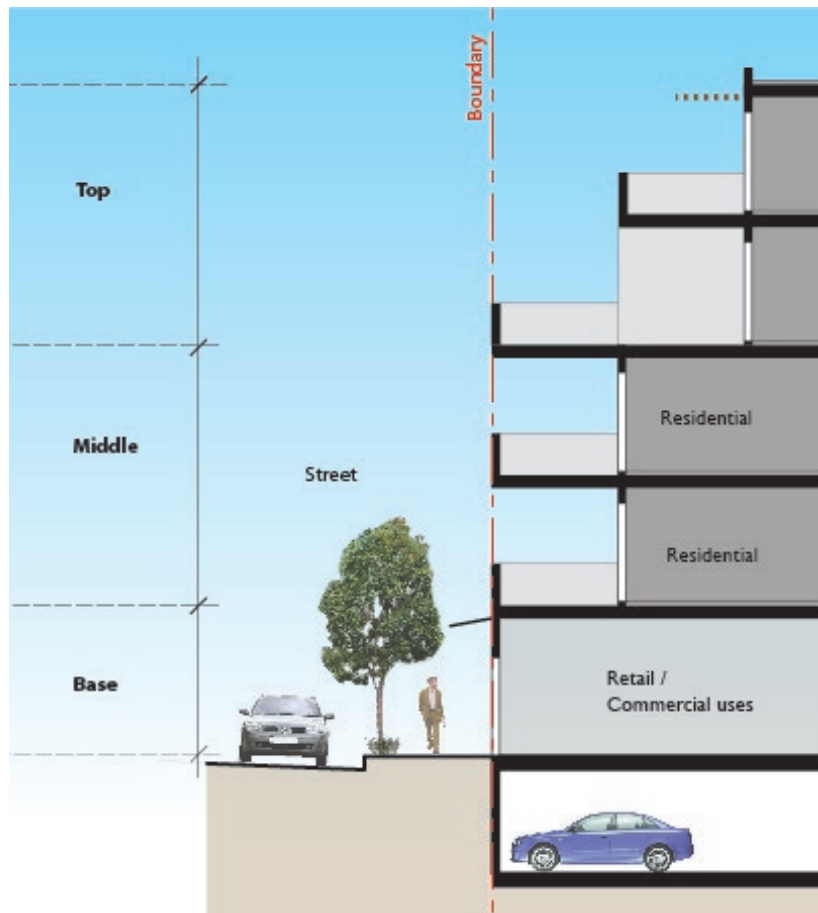 Boundary
Top
Middle
Street
Residential
Residential
Base
Retail /
Commercial uses